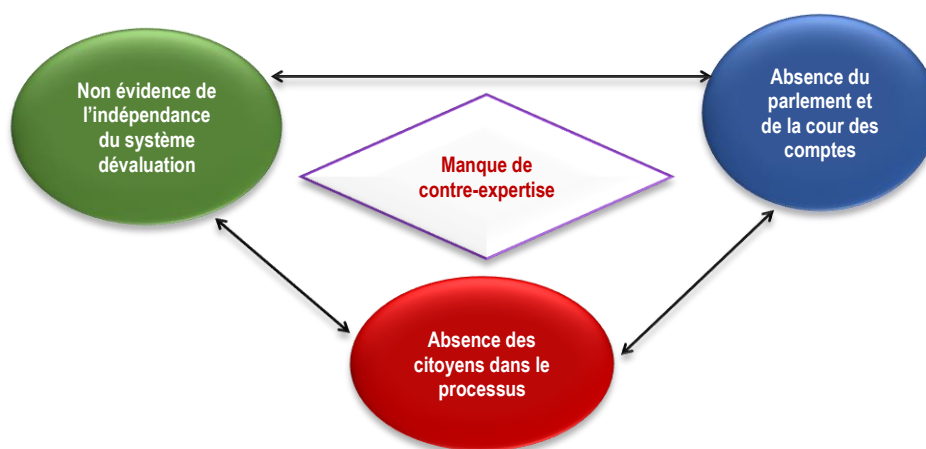 Non évidence de
l’indépendance
du système
dévaluation
Absence du
parlement et
de la cour des
comptes
Manque de
contre-expertise
Absence des
citoyens dans le
processus